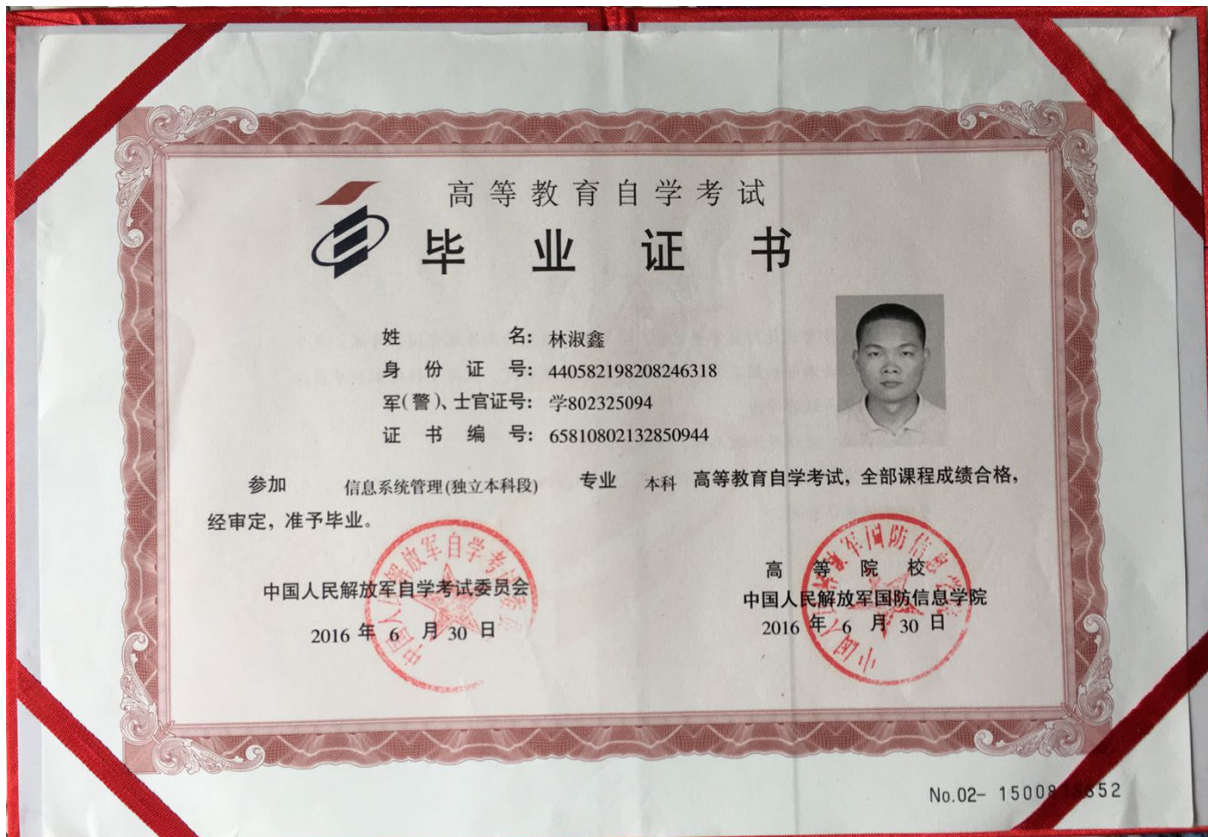 高等教育自学考试
毕业证书
姓名：林淑鑫
身份证号：440582198208246318
军(警)、士官证号：学802325094
证书编号：65810802132850944
参加 信息系统管理(独立本科段) 专业 本科 高等教育自学考试，全部课程成绩合格，
经审定，准予毕业。
中国人民解放军自学考试委员会
2016 年 6 月 30 日
高等院校
中国人民解放军国防信息学院
2016 年 6 月 30 日
No.02-